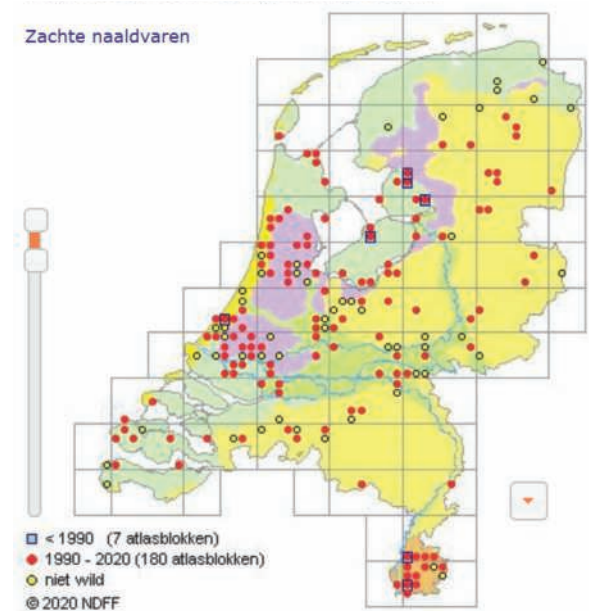 Zachte naaldvaren
< 1990 (7 atlasblokken)
1990 - 2020 (180 atlasblokken)
niet wild
© 2020 NDFF